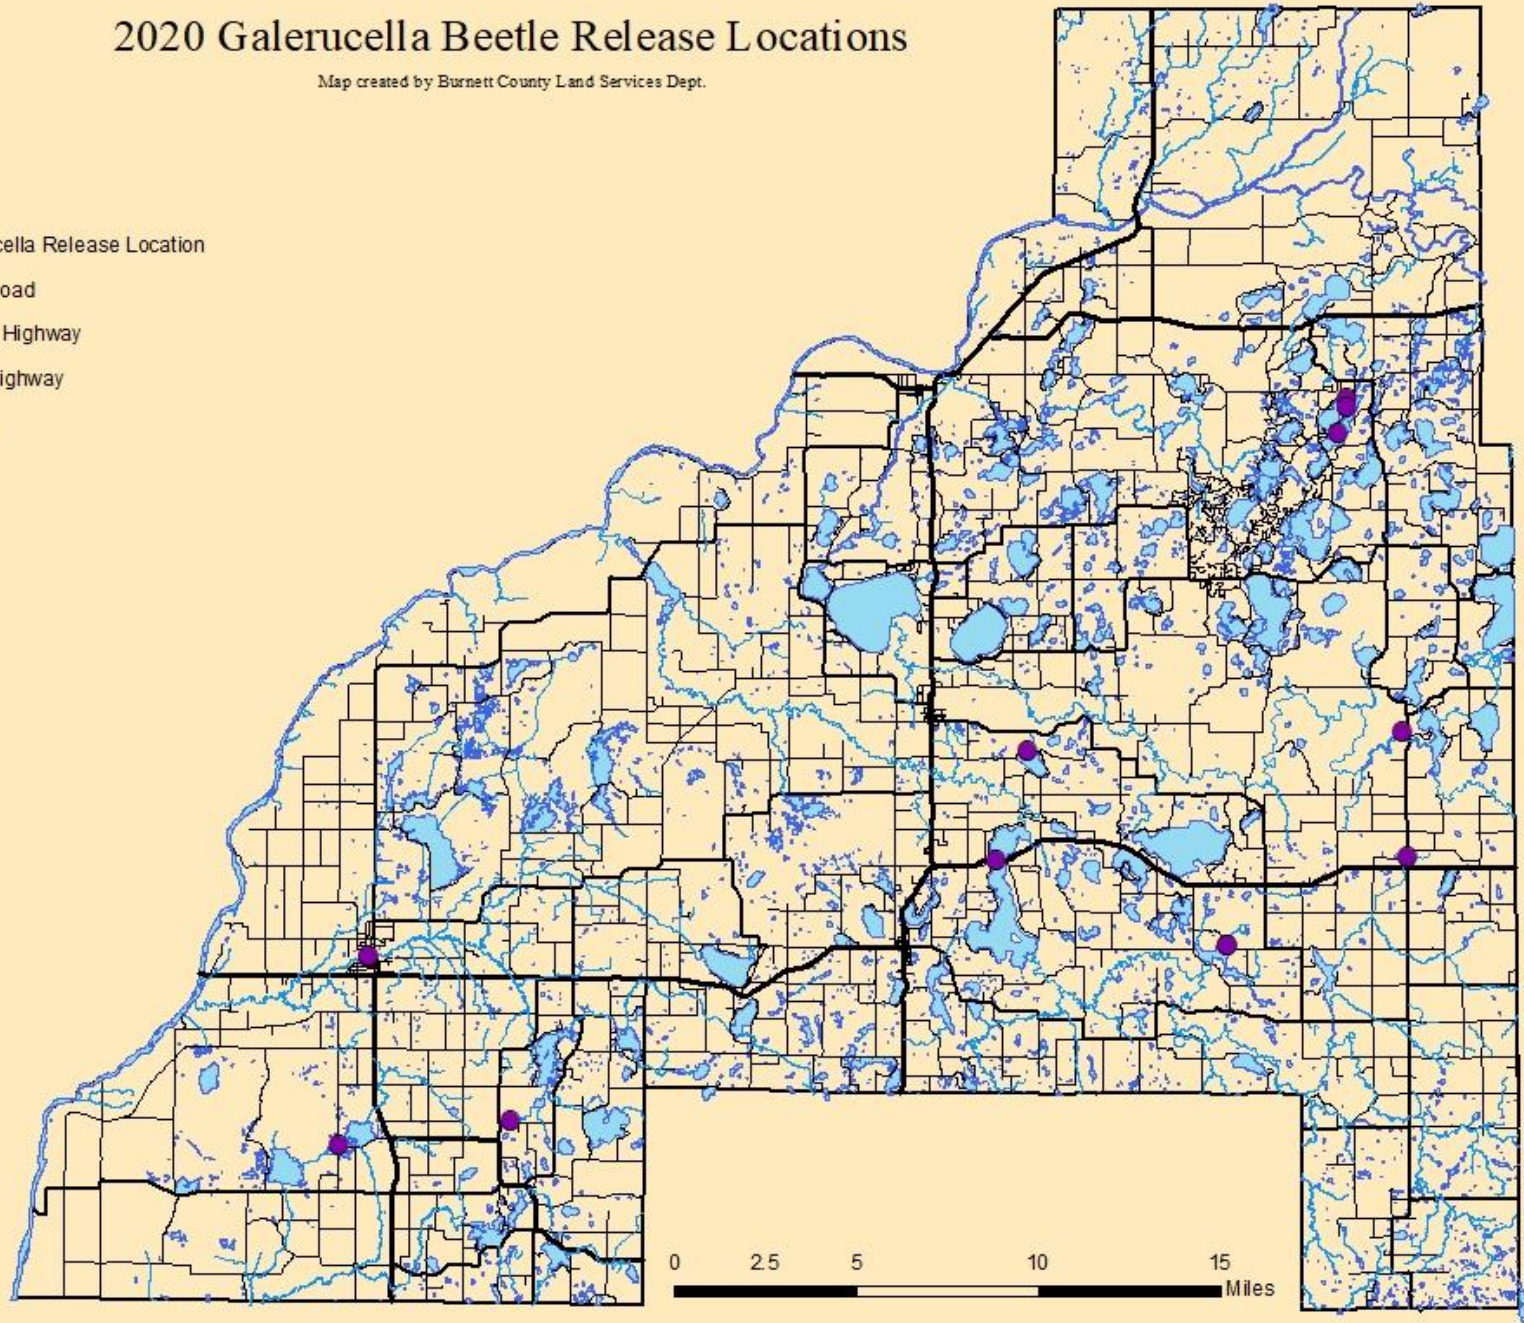 2020 Galerucella Beetle Release Locations
Map created by Burnett County Land Services Dept.
cella Release Location
oad
Highway
ighway
0 2.5 5 10 15
Miles